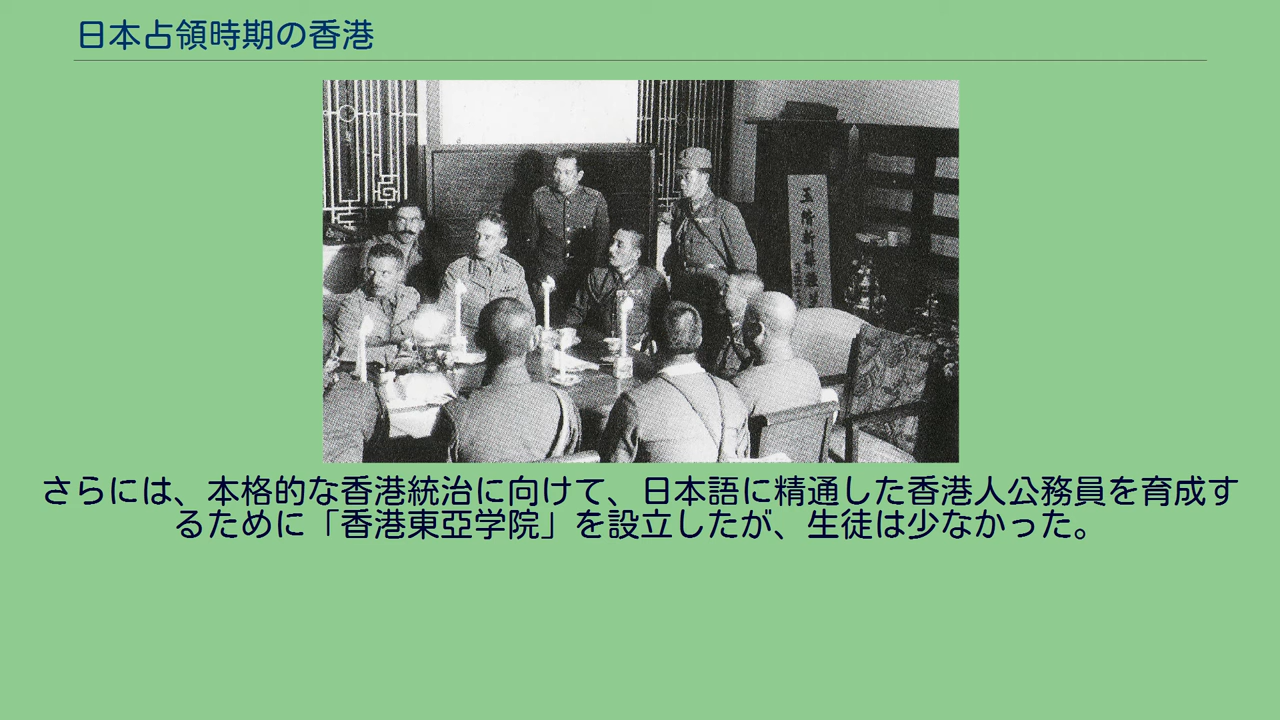 日本占領時期の香港
さらには、本格的な香港統治に向けて、日本語に精通した香港人公務員を育成す
るために「香港東亞学院」を設立したが、生徒は少なかった。